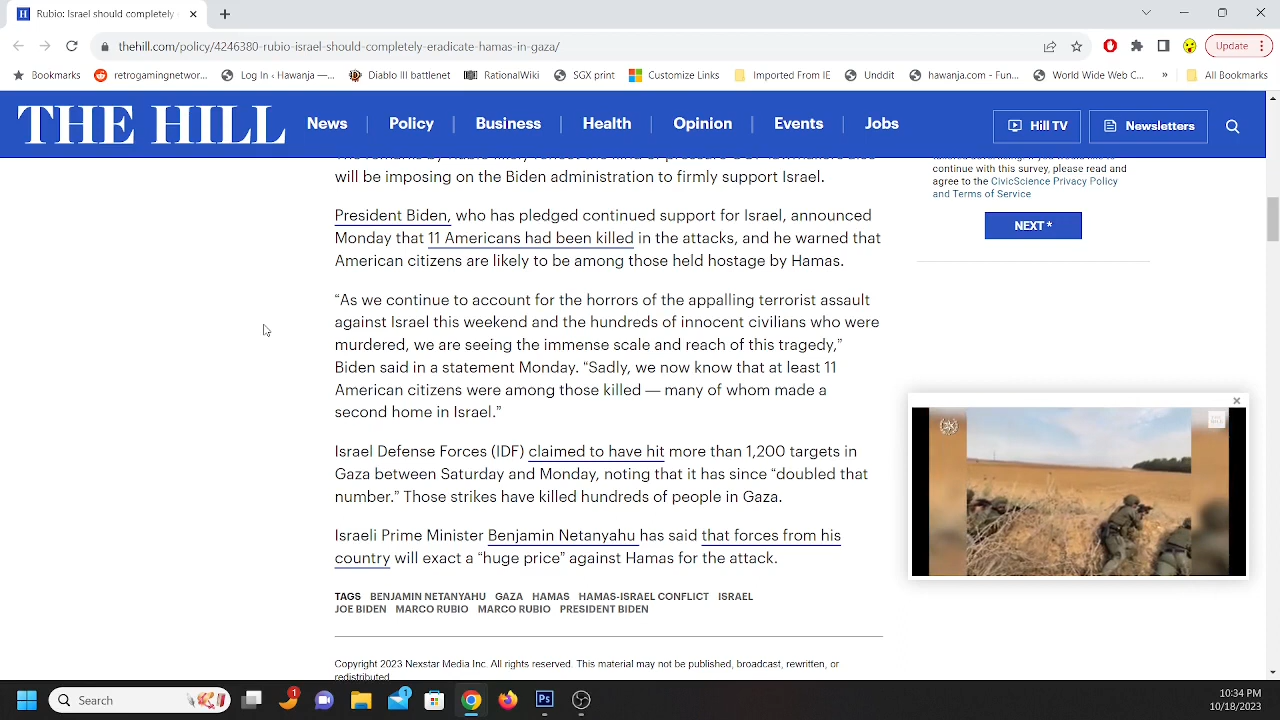 Rubio: Israel should completely
thehill.com/policy/4246380-rubio-israel-should-completely-eradicate-hamas-in-gaza/
Update
Bookmarks
retrogamingnetwor...
Log In ‹ Hawanja —...
Diablo III battlenet
RationalWiki
SGX print
Customize Links
Imported From IE
Unddit
hawanja.com - Fun...
World Wide Web C...
»
All Bookmarks
THE HILL
News
Policy
Business
Health
Opinion
Events
Jobs
Hill TV
Newsletters
will be imposing on the Biden administration to firmly support Israel.
President Biden, who has pledged continued support for Israel, announced
Monday that 11 Americans had been killed in the attacks, and he warned that
American citizens are likely to be among those held hostage by Hamas.
“As we continue to account for the horrors of the appalling terrorist assault
against Israel this weekend and the hundreds of innocent civilians who were
murdered, we are seeing the immense scale and reach of this tragedy,”
Biden said in a statement Monday. “Sadly, we now know that at least 11
American citizens were among those killed — many of whom made a
second home in Israel.”
Israel Defense Forces (IDF) claimed to have hit more than 1,200 targets in
Gaza between Saturday and Monday, noting that it has since “doubled that
number.” Those strikes have killed hundreds of people in Gaza.
Israeli Prime Minister Benjamin Netanyahu has said that forces from his
country will exact a “huge price” against Hamas for the attack.
TAGS BENJAMIN NETANYAHU GAZA HAMAS HAMAS-ISRAEL CONFLICT ISRAEL
JOE BIDEN MARCO RUBIO MARCO RUBIO PRESIDENT BIDEN
Copyright 2023 Nexstar Media Inc. All rights reserved. This material may not be published, broadcast, rewritten, or
redistributed
continue with this survey, please read and
agree to the CivicScience Privacy Policy
and Terms of Service
NEXT *
Search
1
1
Ps
10:34 PM
10/18/2023